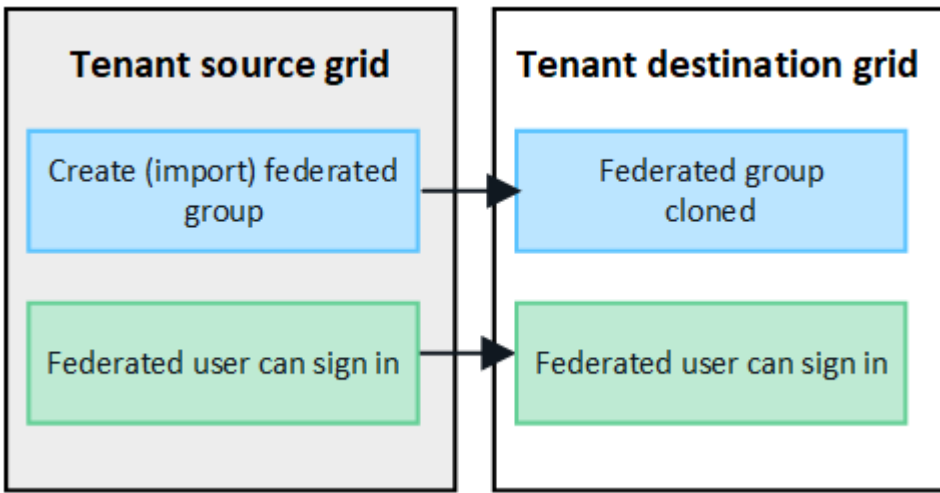 Tenant source grid
Create (import) federated
group
Federated user can sign in
Tenant destination grid
Federated group
cloned
Federated user can sign in